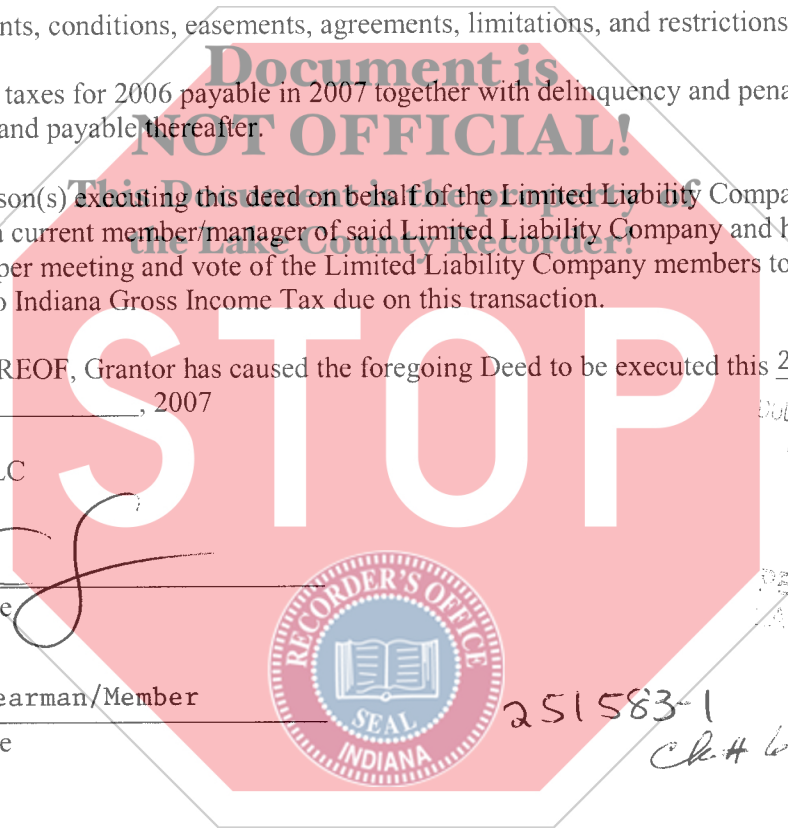 nts, conditions, easements, agreements, limitations, and restrictions
Document is
taxes for 2006 payable in 2007 together with delinquency and pena
and payable thereafter.
NOT OFFICIAL!
son(s) executing this deed on behalf of the Limited Liability Compa
This Document is the property of
current member/manager of said Limited Liability Company and h
the Lake County Recorder!
per meeting and vote of the Limited Liability Company members to
Indiana Gross Income Tax due on this transaction.
STOP
REOF, Grantor has caused the foregoing Deed to be executed this 2
, 2007
LC
e
RECORDER'S OFFICE
SEAL
INDIANA
earman/Member
251583-1
e
Ck. # 6